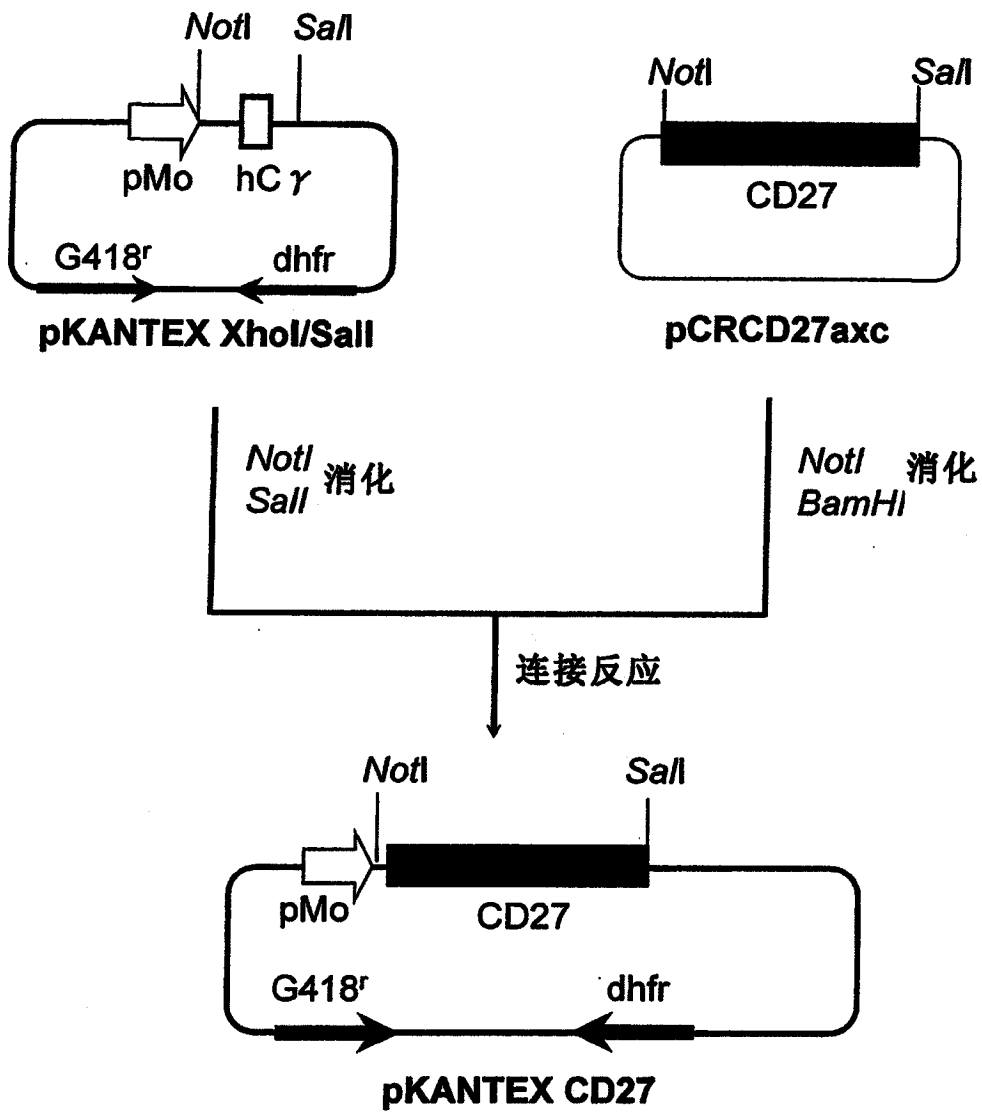 NotI SalI
pMo hCγ
G418r dhfr
pKANTEX XhoI/SalI
NotI SalI
CD27
pCRCD27axc
NotI
SalI 消化
NotI
BamHI 消化
连接反应
NotI SalI
pMo CD27
G418r dhfr
pKANTEX CD27